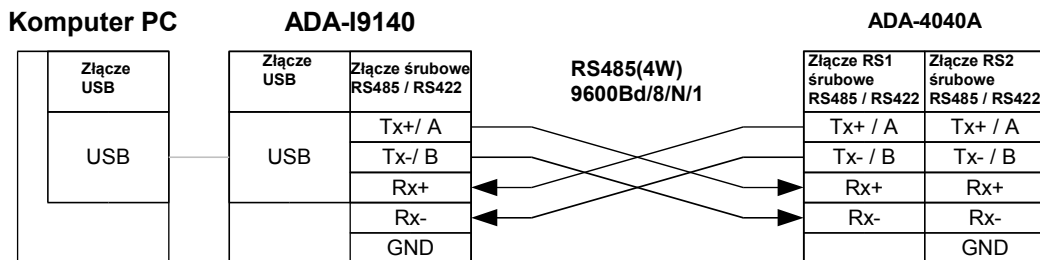 Komputer PC
ADA-I9140
ADA-4040A
Złącze
USB
Złącze
USB
Złącze śrubowe
RS485 / RS422
RS485(4W)
9600Bd/8/N/1
Złącze RS1
śrubowe
RS485 / RS422
Złącze RS2
śrubowe
RS485 / RS422
USB
USB
Tx+/ A
Tx-/ B
Rx+
Rx-
GND
Tx+ / A
Tx- / B
Rx+
Rx-
Tx+ / A
Tx- / B
Rx+
Rx-
GND